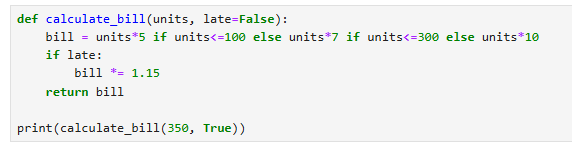 def calculate_bill(units, late=False):
    bill = units*5 if units<=100 else units*7 if units<=300 else units*10
    if late:
        bill *= 1.15
    return bill

print(calculate_bill(350, True))